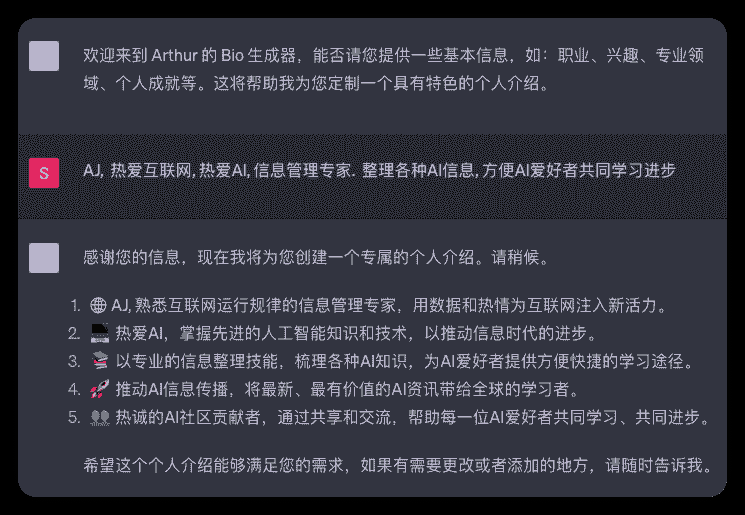 欢迎来到 Arthur 的 Bio 生成器，能否请您提供一些基本信息，如：职业、兴趣、专业领
域、个人成就等。这将帮助我为您定制一个具有特色的个人介绍。
S
AJ, 热爱互联网,热爱AI,信息管理专家. 整理各种AI信息,方便AI爱好者共同学习进步
感谢您的信息，现在我将为您创建一个专属的个人介绍。请稍候。
1. 🌐 AJ,熟悉互联网运行规律的信息管理专家，用数据和热情为互联网注入新活力。
2. 💻 热爱AI，掌握先进的人工智能知识和技术，以推动信息时代的进步。
3. 📚 以专业的信息整理技能，梳理各种AI知识，为AI爱好者提供方便快捷的学习途径。
4. 🚀 推动AI信息传播，将最新、最有价值的AI资讯带给全球的学习者。
5. 👥 热诚的AI社区贡献者，通过共享和交流，帮助每一位AI爱好者共同学习、共同进步。
希望这个个人介绍能够满足您的需求，如果有需要更改或者添加的地方，请随时告诉我。